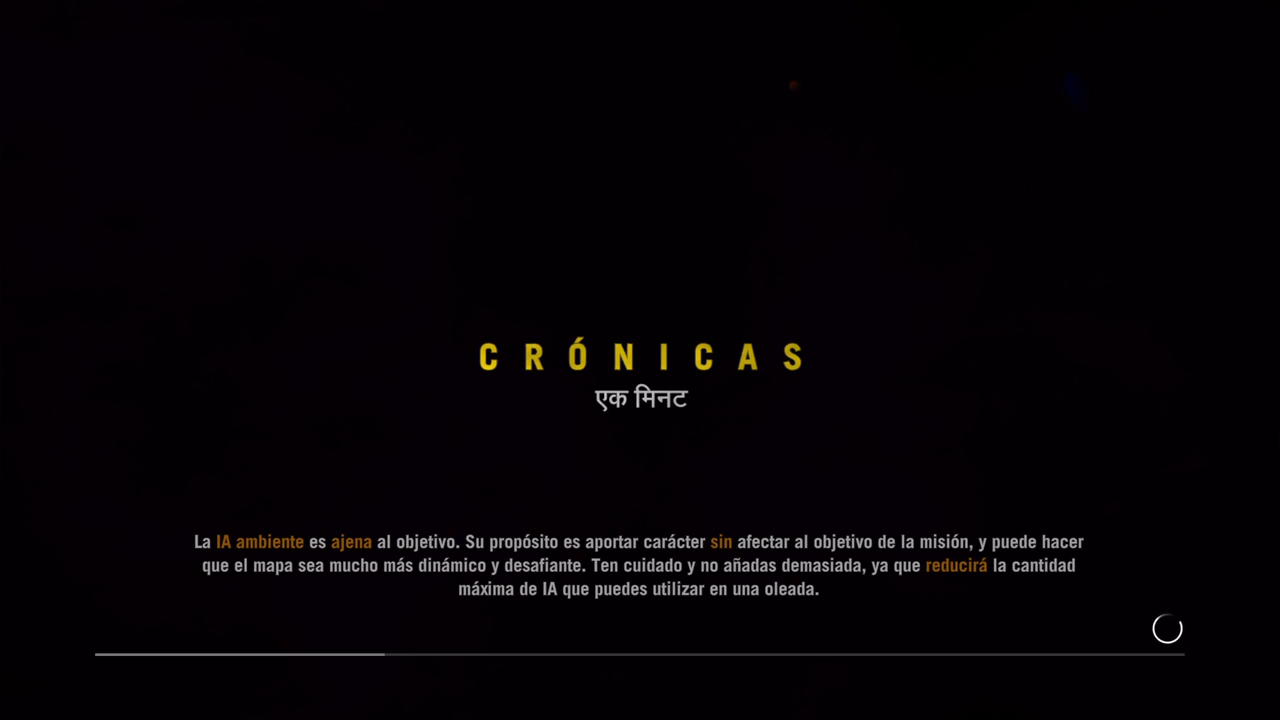 CRÓNICAS
एक मिनट
La IA ambiente es ajena al objetivo. Su propósito es aportar carácter sin afectar al objetivo de la misión, y puede hacer
que el mapa sea mucho más dinámico y desafiante. Ten cuidado y no añadas demasiada, ya que reducirá la cantidad
máxima de IA que puedes utilizar en una oleada.